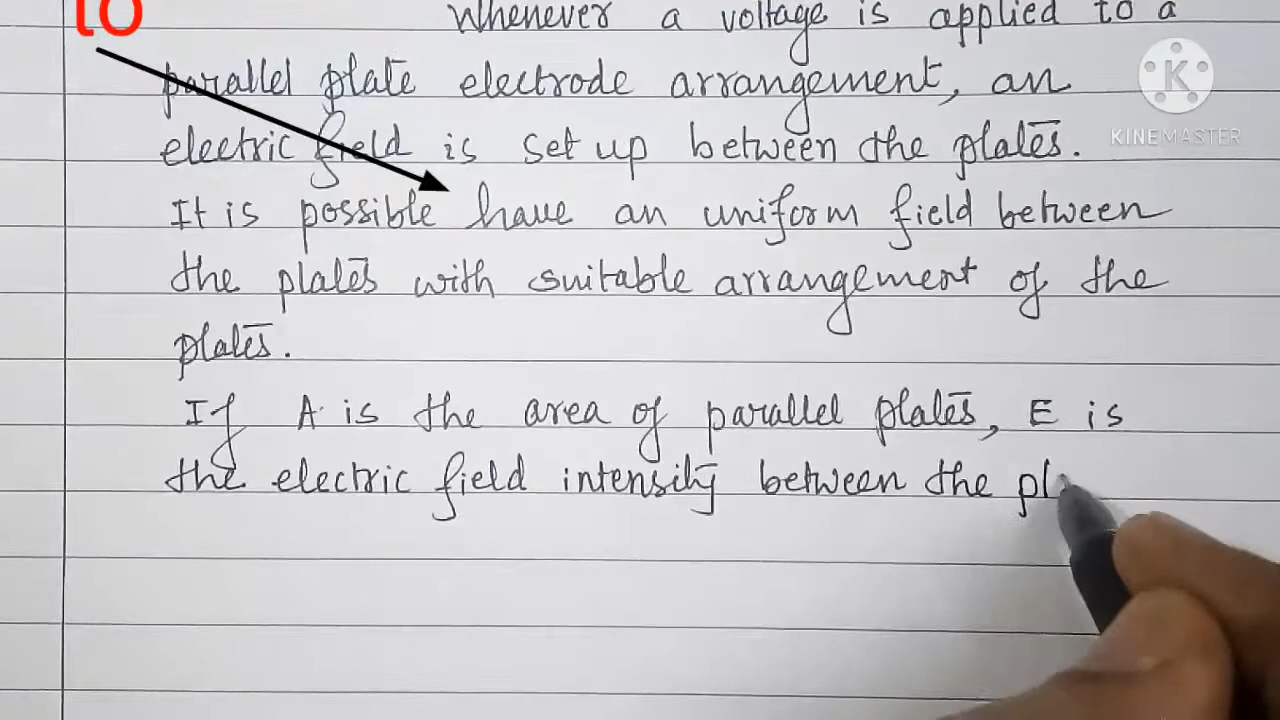 to
Whenever a voltage is applied to a
parallel plate electrode arrangement, an
electric field is set up between the plates.
It is possible have an uniform field between
the plates with suitable arrangement of the
plates.
If A is the area of parallel plates, E is
the electric field intensity between the pl
K
KINEMASTER